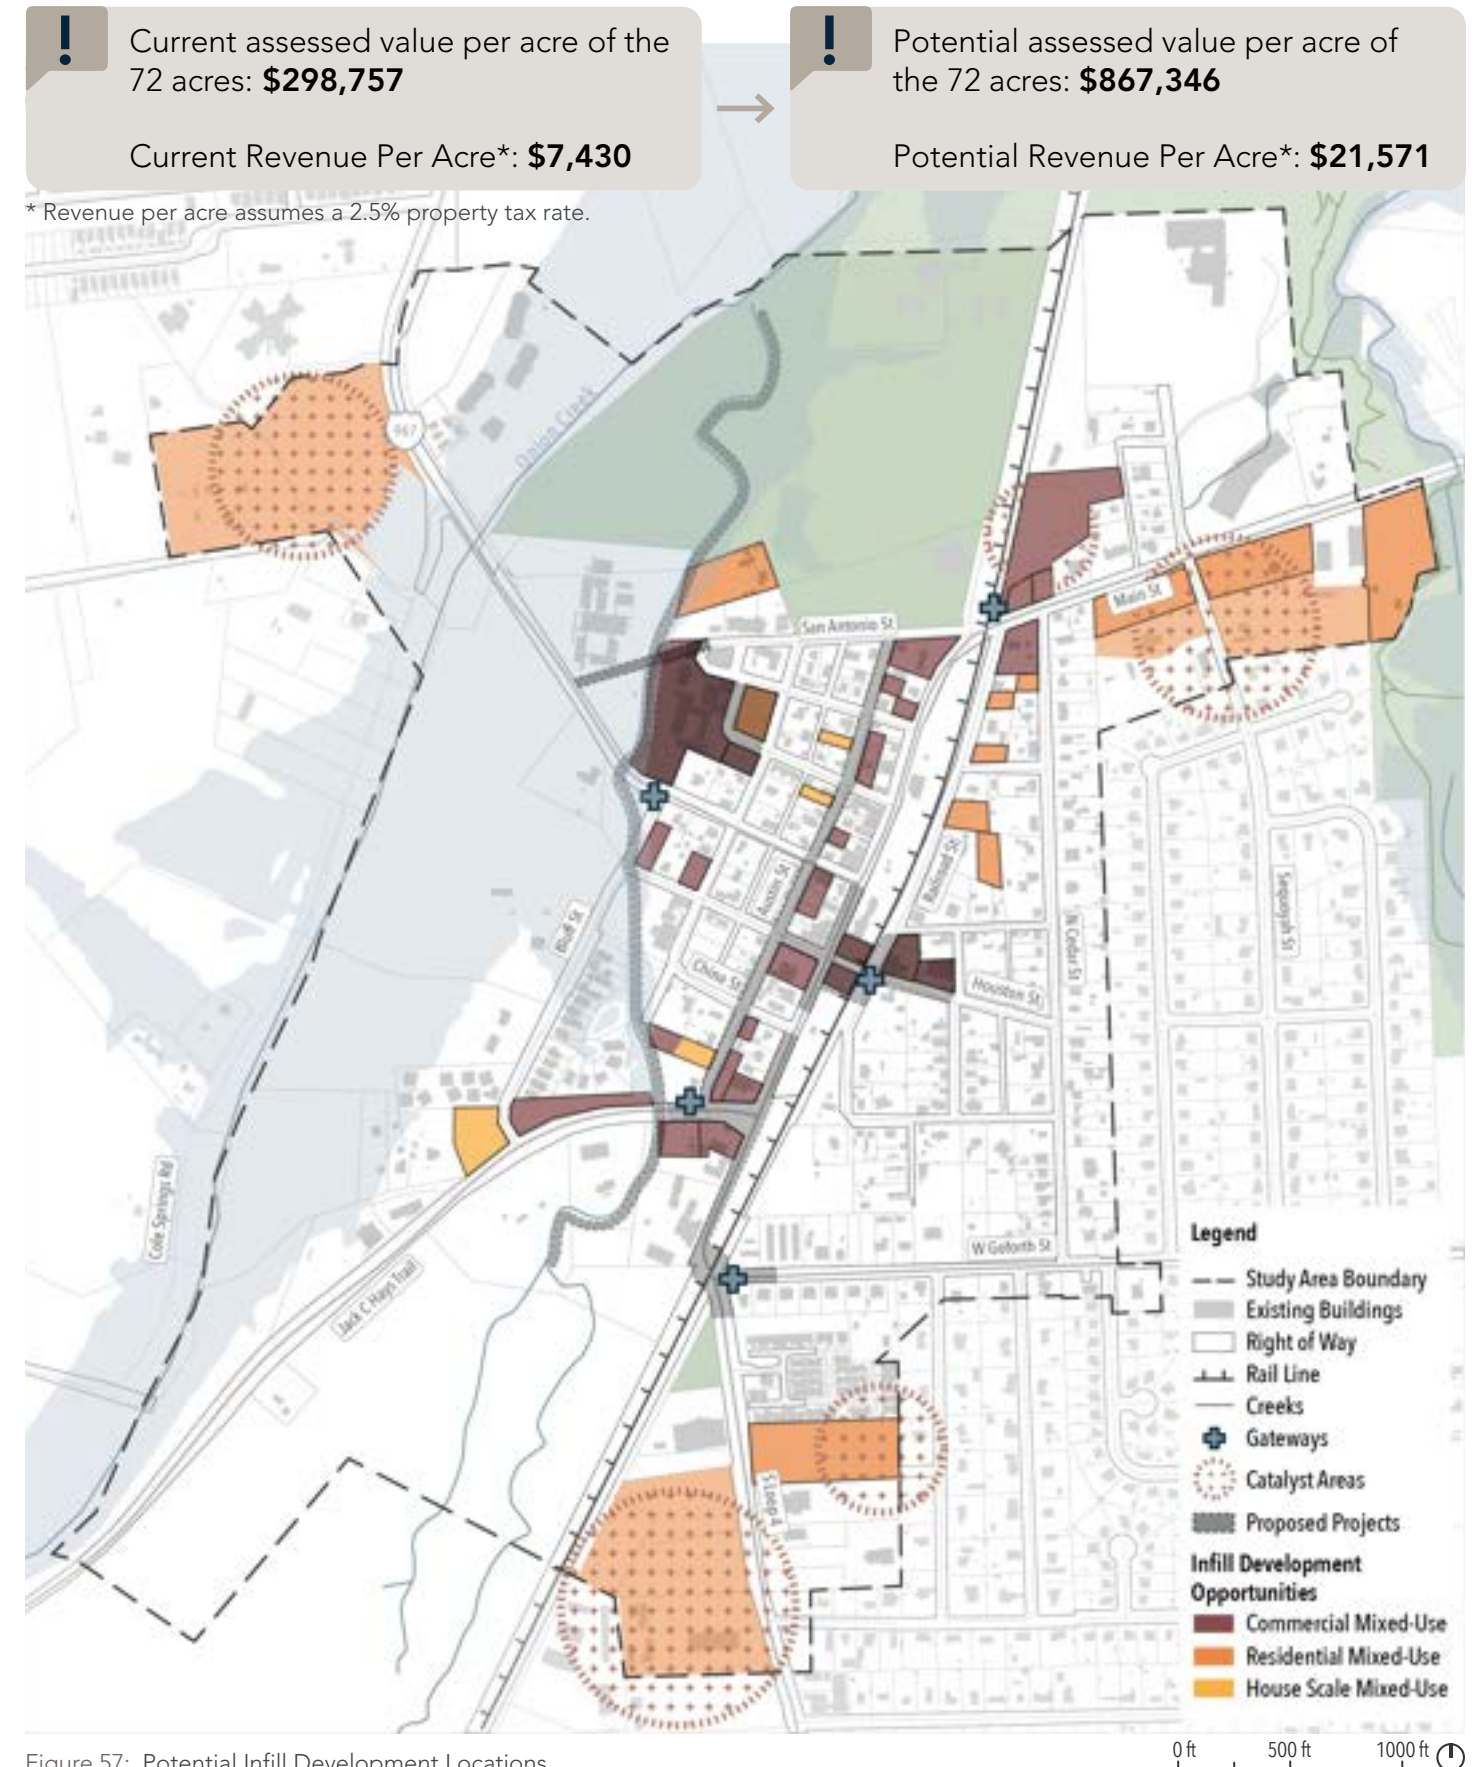 !
Current assessed value per acre of the
72 acres: $298,757
Current Revenue Per Acre*: $7,430
!
Potential assessed value per acre of
the 72 acres: $867,346
Potential Revenue Per Acre*: $21,571
* Revenue per acre assumes a 2.5% property tax rate.
967
Onion Creek
San Antonio St
Main St
Railroad St
Austin St
Bluff St
China St
Houston St
N Cedar St
Sequoyah St
Cole Springs Rd
Jack C Hays Trail
W Goforth St
S Loop 4
Legend
Study Area Boundary
Existing Buildings
Right of Way
Rail Line
Creeks
Gateways
Catalyst Areas
Proposed Projects
Infill Development
Opportunities
Commercial Mixed-Use
Residential Mixed-Use
House Scale Mixed-Use
Figure 57: Potential Infill Development Locations
0 ft 500 ft 1000 ft